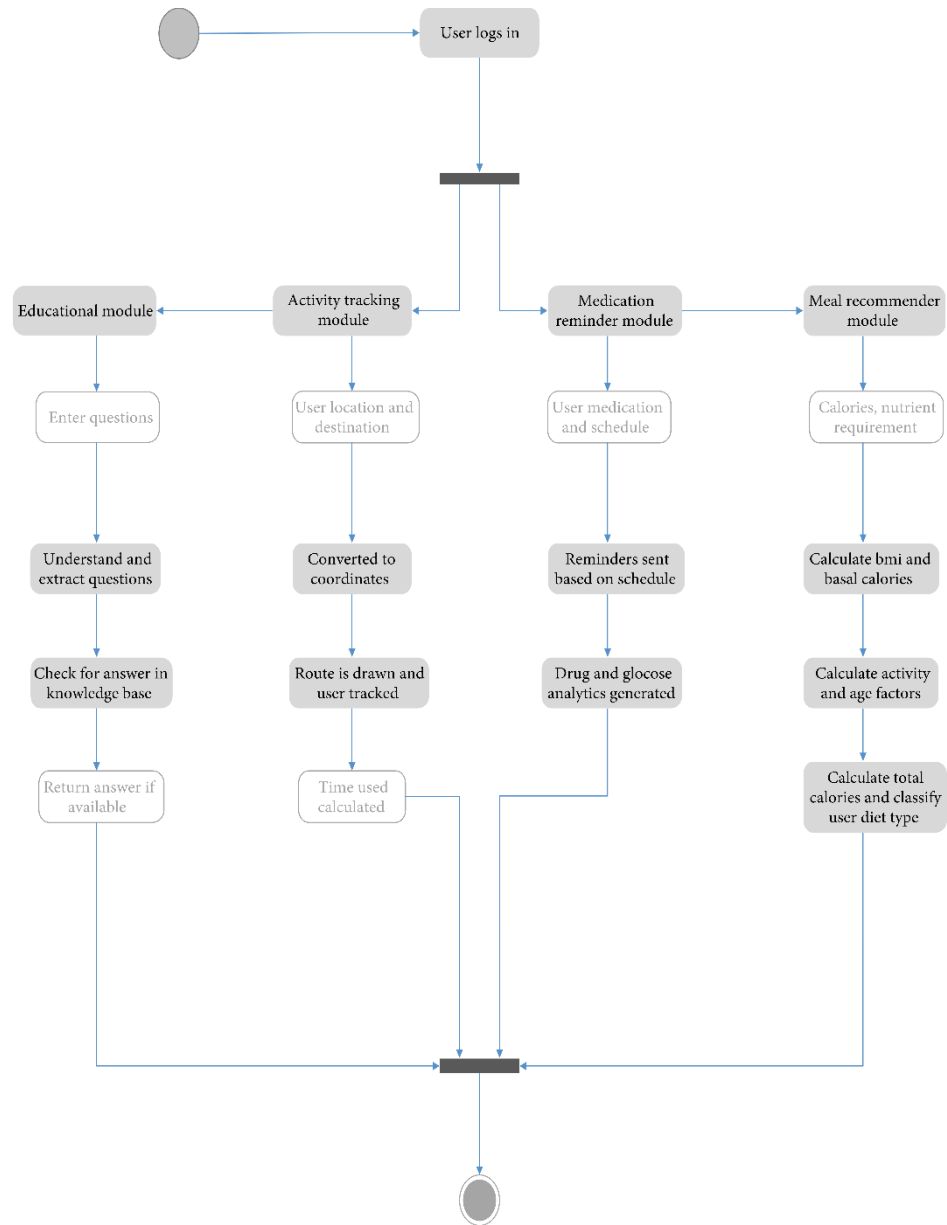 User logs in
Educational module
Activity tracking
module
Medication
reminder module
Meal recommender
module
Enter questions
User location and
destination
User medication
and schedule
Calories, nutrient
requirement
Understand and
extract questions
Converted to
coordinates
Reminders sent
based on schedule
Calculate bmi and
basal calories
Check for answer in
knowledge base
Route is drawn and
user tracked
Drug and glocose
analytics generated
Calculate activity
and age factors
Return answer if
available
Time used
calculated
Calculate total
calories and classify
user diet type